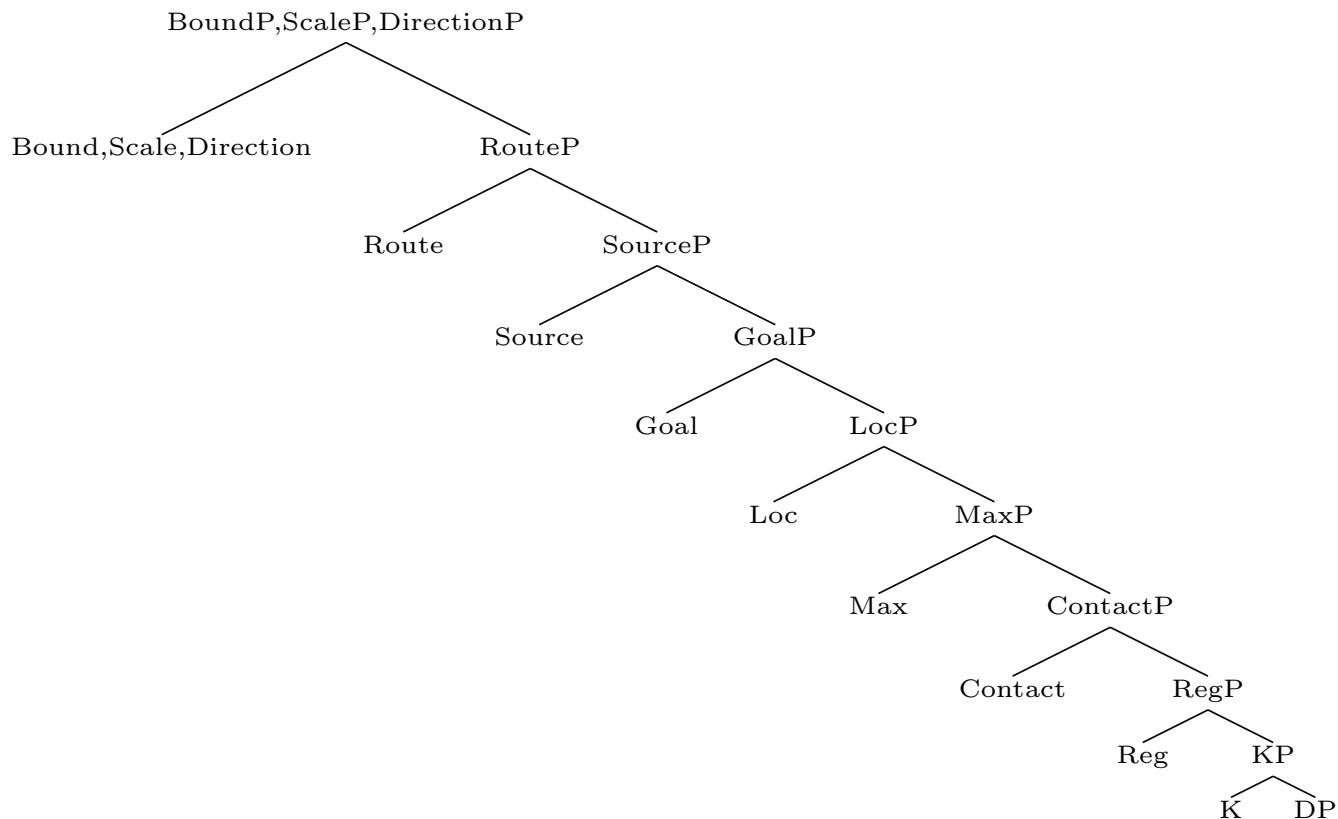 BoundP,ScaleP,DirectionP
Bound,Scale,Direction RouteP
Route SourceP
Source GoalP
Goal LocP
Loc MaxP
Max ContactP
Contact RegP
Reg KP
K DP